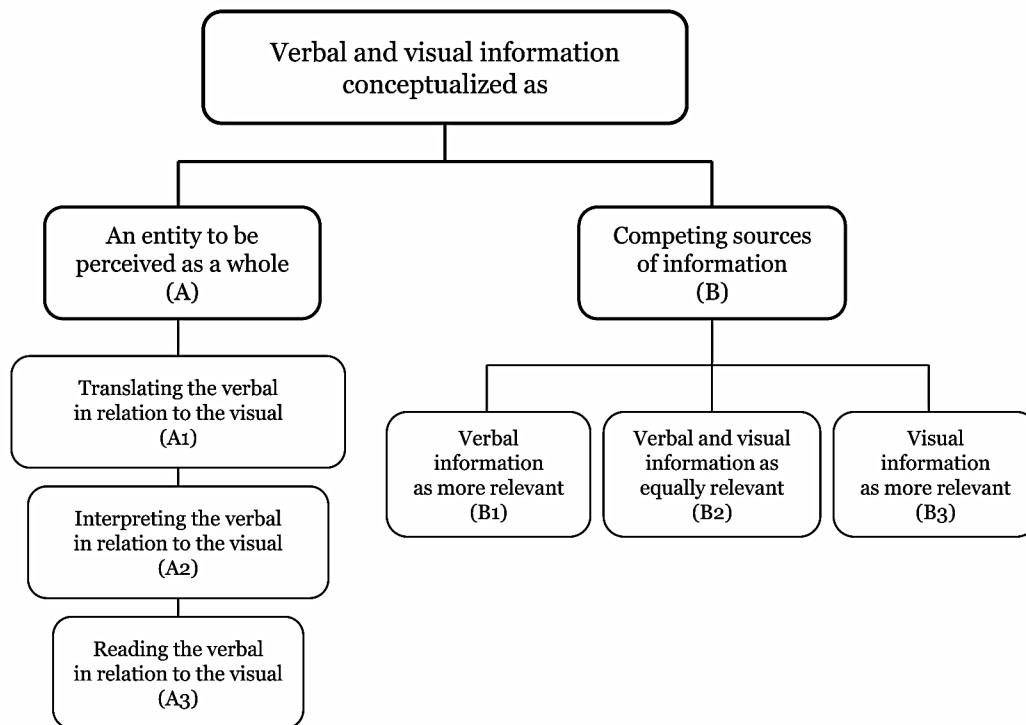 Verbal and visual information
conceptualized as
An entity to be
perceived as a whole
(A)
Competing sources
of information
(B)
Translating the verbal
in relation to the visual
(A1)
Interpreting the verbal
in relation to the visual
(A2)
Reading the verbal
in relation to the visual
(A3)
Verbal
information
as more relevant
(B1)
Verbal and visual
information as
equally relevant
(B2)
Visual
information
as more relevant
(B3)